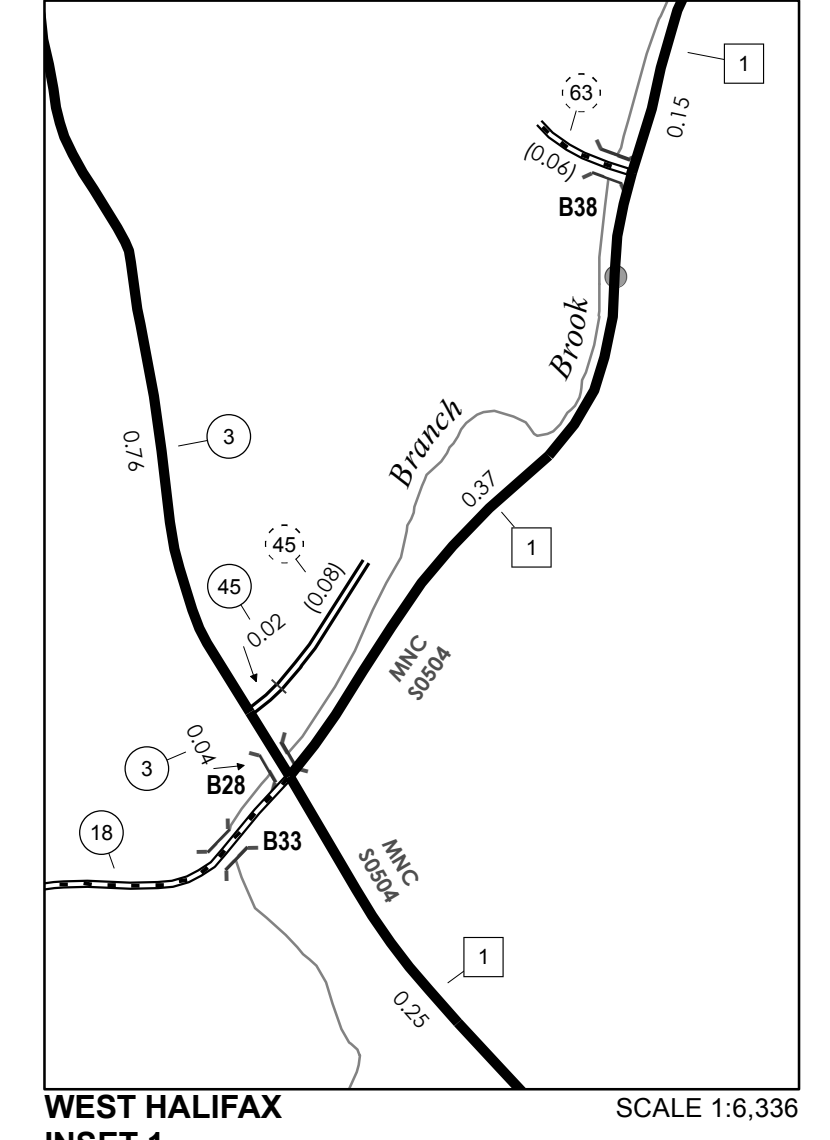 1
63
0.15
(0.06)
B38
Brook
Branch
0.76
3
0.37
1
45
45
(0.08)
0.02
MNC
S0504
0.04
3
B28
18
B33
MNC
S0504
1
0.25
WEST HALIFAX
SCALE 1:6,336
INSET 1